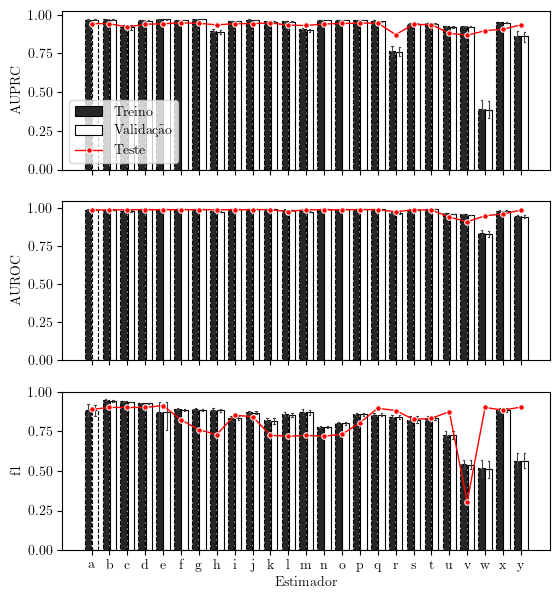 1.00
0.75
0.50
0.25
0.00
AUPRC
Treino
Validação
Teste
1.00
0.75
0.50
0.25
0.00
AUROC
1.00
0.75
0.50
0.25
0.00
f1
a b c d e f g h i j k l m n o p q r s t u v w x y
Estimador